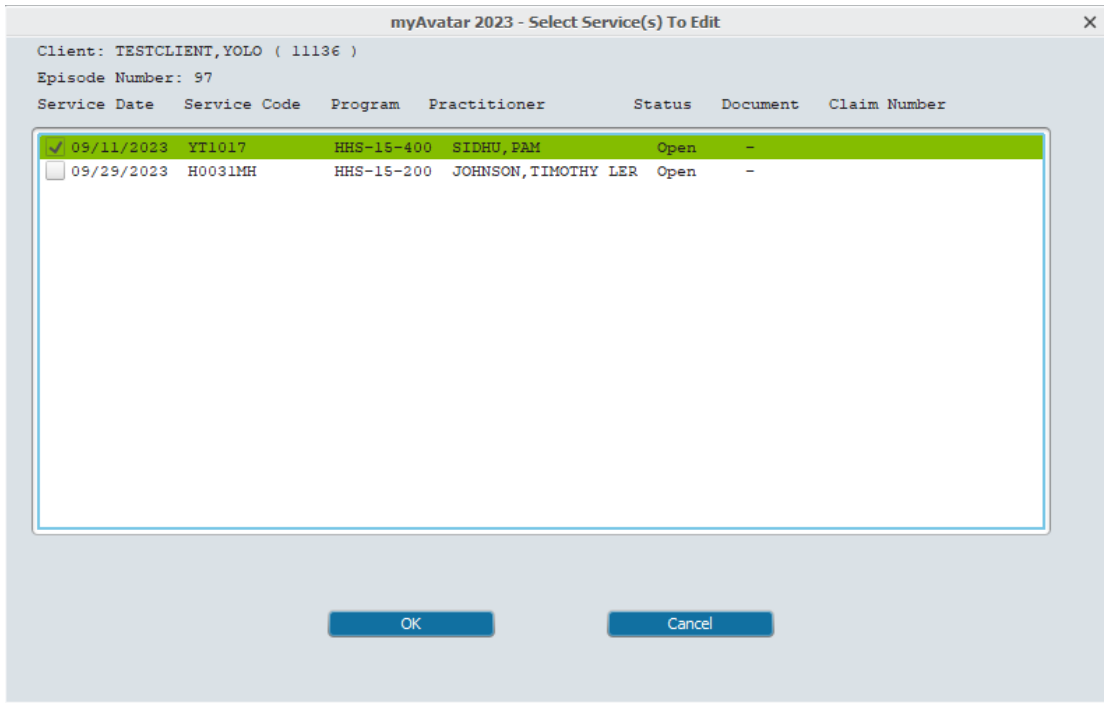 myAvatar 2023 - Select Service(s) To Edit
Client: TESTCLIENT,YOLO ( 11136 )
Episode Number: 97
Service Date Service Code Program Practitioner Status Document Claim Number
09/11/2023 YT1017 HHS-15-400 SIDHU,PAM Open -
09/29/2023 H0031MH HHS-15-200 JOHNSON,TIMOTHY LER Open -
OK Cancel